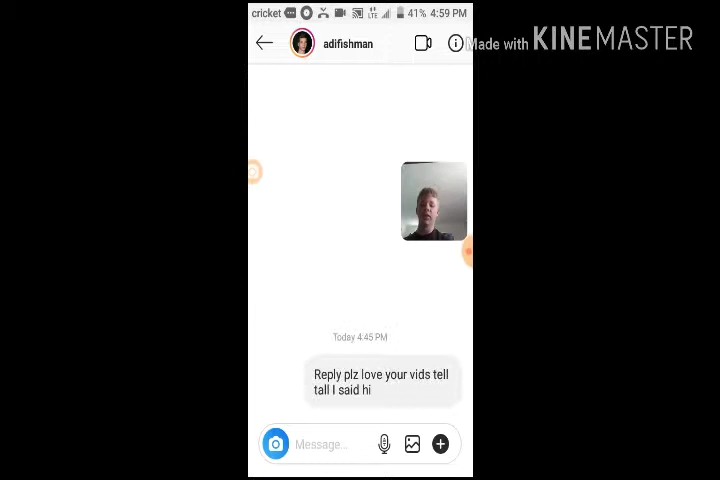 cricket 41% 4:59 PM
LTE
adifishman
Made with KINEMASTER
Today 4:45 PM
Reply plz love your vids tell
tall I said hi
Message...